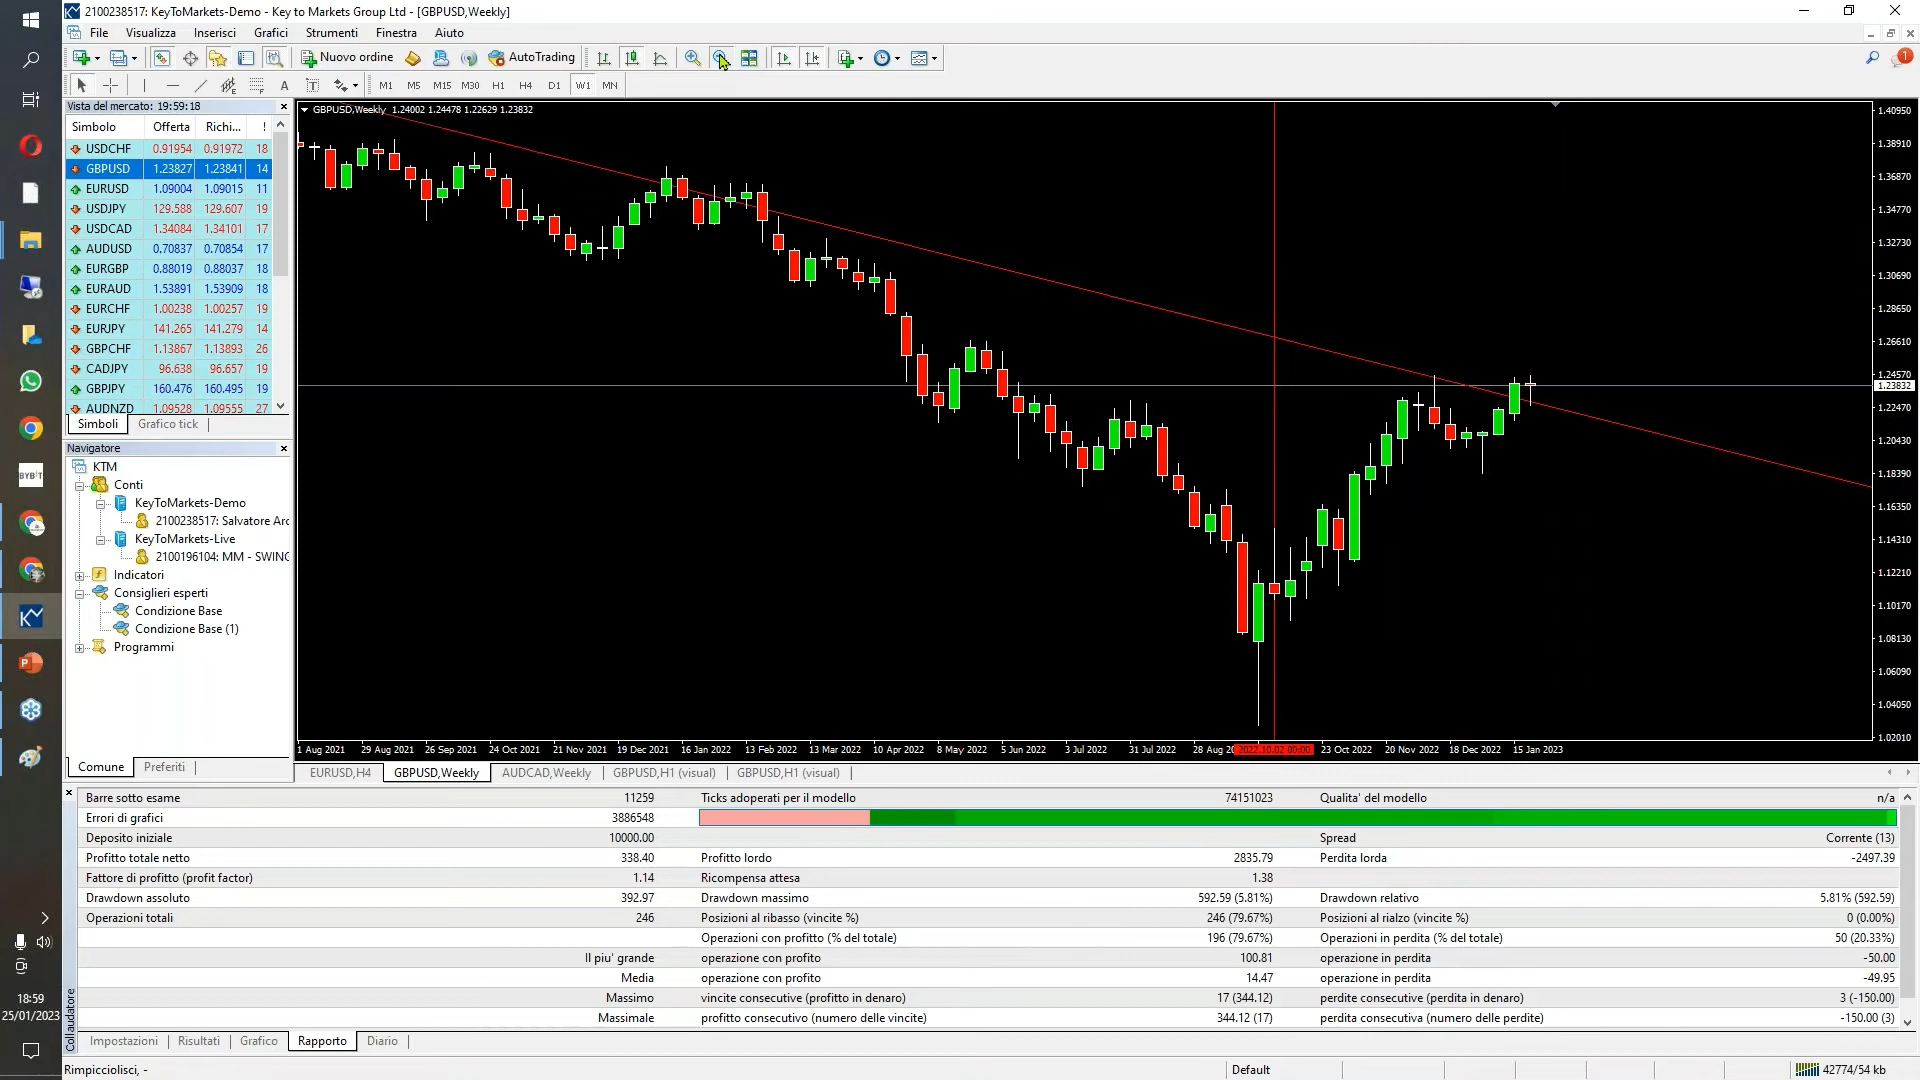 2100238517: KeyToMarkets-Demo - Key to Markets Group Ltd - [GBPUSD,Weekly]
File Visualizza Inserisci Grafici Strumenti Finestra Aiuto
Nuovo ordine AutoTrading
M1 M5 M15 M30 H1 H4 D1 W1 MN
Vista del mercato: 19:59:18
Simbolo Offerta Richi... !
USDCHF 0.91954 0.91972 18
GBPUSD 1.23827 1.23841 14
EURUSD 1.09004 1.09015 11
USDJPY 129.588 129.607 19
USDCAD 1.34084 1.34101 17
AUDUSD 0.70837 0.70854 17
EURGBP 0.88019 0.88037 18
EURAUD 1.53891 1.53909 18
EURCHF 1.00238 1.00257 19
EURJPY 141.265 141.279 14
GBPCHF 1.13867 1.13893 26
CADJPY 96.638 96.657 19
GBPJPY 160.476 160.495 19
AUDNZD 1.09528 1.09555 27
Simboli Grafico tick
Navigatore
KTM
Conti
KeyToMarkets-Demo
2100238517: Salvatore Arc
KeyToMarkets-Live
2100196104: MM - SWING
Indicatori
Consiglieri esperti
Condizione Base
Condizione Base (1)
Programmi
Comune Preferiti
GBPUSD,Weekly 1.24002 1.24478 1.22629 1.23832
1.40950
1.38910
1.36870
1.34770
1.32730
1.30690
1.28650
1.26610
1.24570
1.23832
1.22470
1.20430
1.18390
1.16350
1.14310
1.12210
1.10170
1.08130
1.06090
1.04050
1.02010
1 Aug 2021 29 Aug 2021 26 Sep 2021 24 Oct 2021 21 Nov 2021 19 Dec 2021 16 Jan 2022 13 Feb 2022 13 Mar 2022 10 Apr 2022 8 May 2022 5 Jun 2022 3 Jul 2022 31 Jul 2022 28 Aug 20 2022.10.02 00:00 23 Oct 2022 20 Nov 2022 18 Dec 2022 15 Jan 2023
EURUSD,H4 GBPUSD,Weekly AUDCAD,Weekly GBPUSD,H1 (visual) GBPUSD,H1 (visual)
Barre sotto esame 11259 Ticks adoperati per il modello 74151023 Qualita' del modello n/a
Errori di grafici 3886548
Deposito iniziale 10000.00 Spread Corrente (13)
Profitto totale netto 338.40 Profitto lordo 2835.79 Perdita lorda -2497.39
Fattore di profitto (profit factor) 1.14 Ricompensa attesa 1.38
Drawdown assoluto 392.97 Drawdown massimo 592.59 (5.81%) Drawdown relativo 5.81% (592.59)
Operazioni totali 246 Posizioni al ribasso (vincite %) 246 (79.67%) Posizioni al rialzo (vincite %) 0 (0.00%)
Operazioni con profitto (% del totale) 196 (79.67%) Operazioni in perdita (% del totale) 50 (20.33%)
Il piu' grande operazione con profito 100.81 operazione in perdita -50.00
Media operazione con profito 14.47 operazione in perdita -49.95
Massimo vincite consecutive (profitto in denaro) 17 (344.12) perdite consecutive (perdita in denaro) 3 (-150.00)
Massimale profitto consecutivo (numero delle vincite) 344.12 (17) perdita consecutiva (numero delle perdite) -150.00 (3)
Collaudatore
Impostazioni Risultati Grafico Rapporto Diario
Rimpicciolisci, - Default 42774/54 kb
BYBIT
18:59
25/01/2023
1